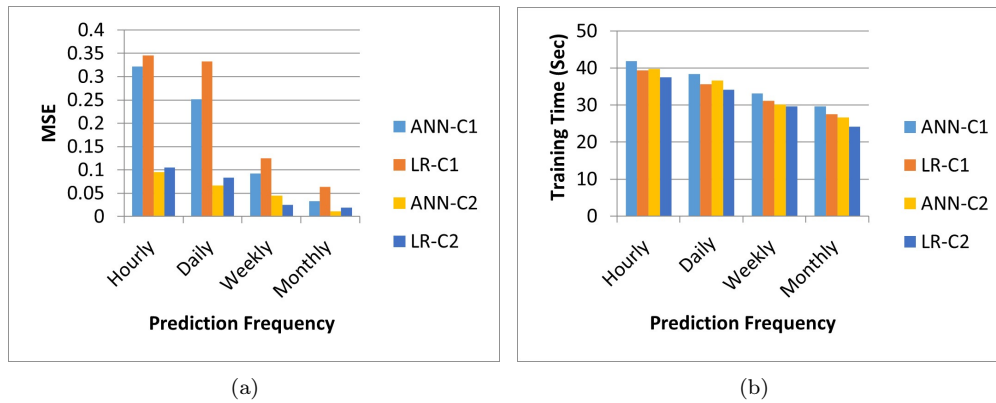 0.4
0.35
0.3
0.25
0.2
0.15
0.1
0.05
0
MSE
Hourly
Daily
Weekly
Monthly
Prediction Frequency
ANN-C1
LR-C1
ANN-C2
LR-C2
(a)
50
40
30
20
10
0
Training Time (Sec)
Hourly
Daily
Weekly
Monthly
Prediction Frequency
ANN-C1
LR-C1
ANN-C2
LR-C2
(b)